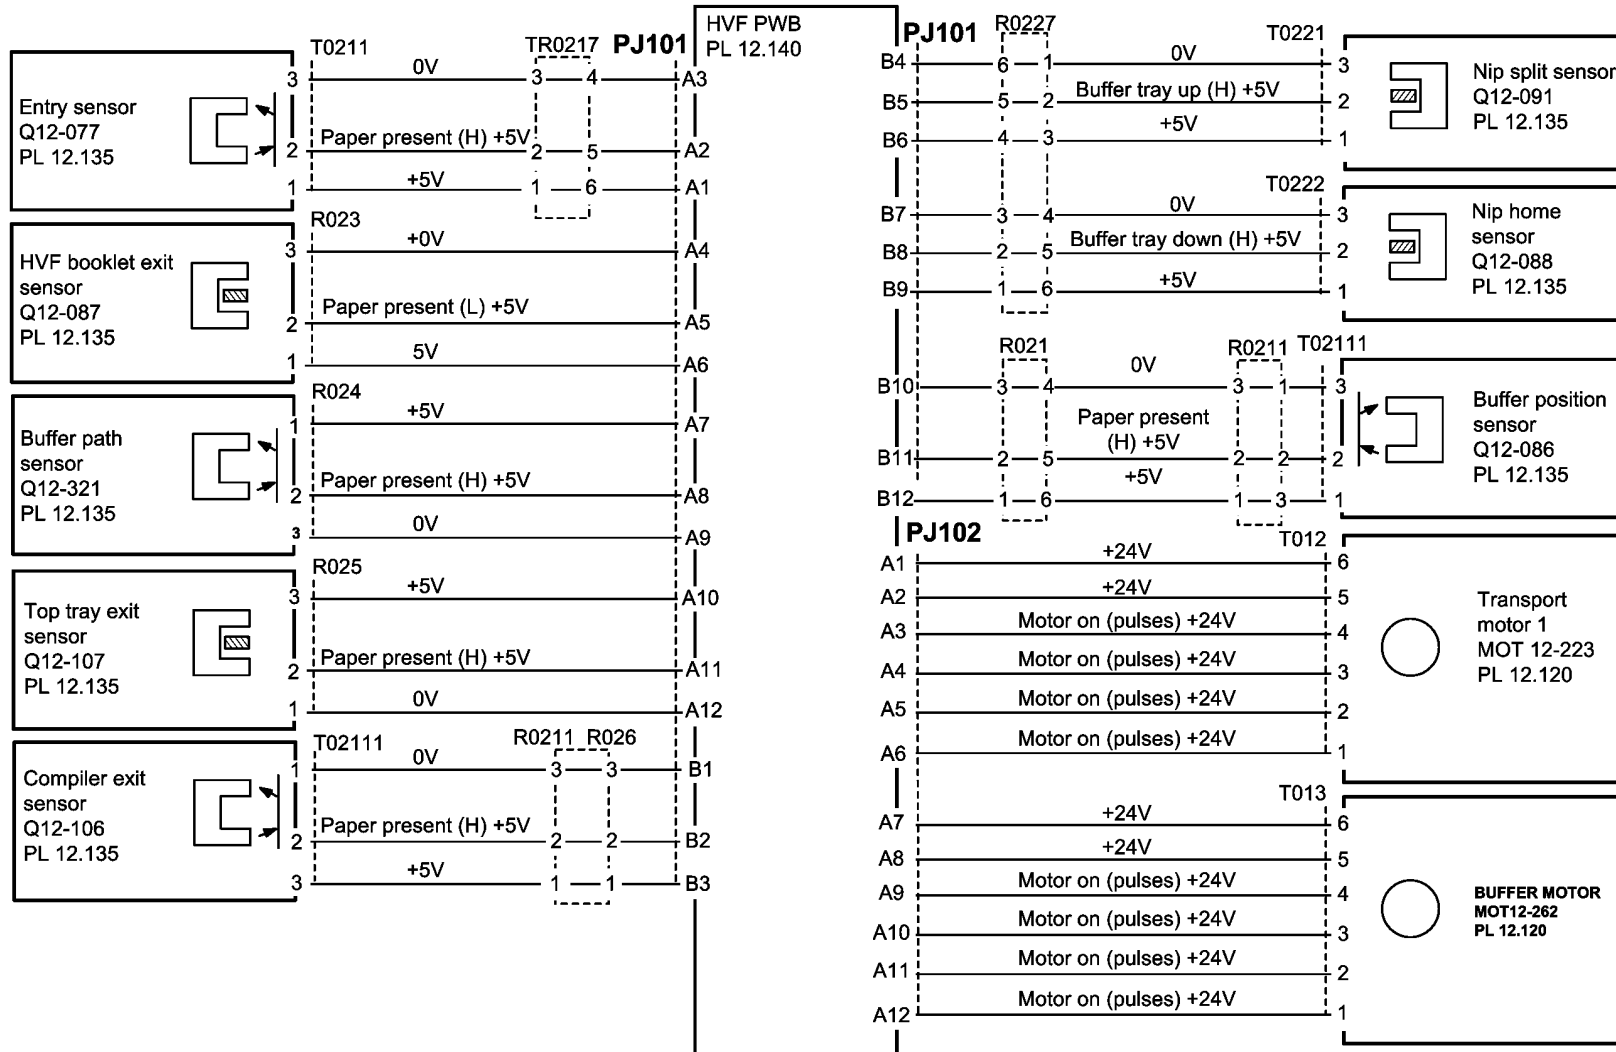 HVF PWB
PL 12.140
T0211
TR0217
PJ101
Entry sensor
Q12-077
PL 12.135
3 0V 3 4 A3
2 Paper present (H) +5V 2 5 A2
1 +5V 1 6 A1
R023
HVF booklet exit
sensor
Q12-087
PL 12.135
3 +0V A4
2 Paper present (L) +5V A5
1 5V A6
R024
Buffer path
sensor
Q12-321
PL 12.135
1 +5V A7
2 Paper present (H) +5V A8
3 0V A9
R025
Top tray exit
sensor
Q12-107
PL 12.135
3 +5V A10
2 Paper present (H) +5V A11
1 0V A12
T02111
R0211 R026
Compiler exit
sensor
Q12-106
PL 12.135
1 0V 3 3 B1
2 Paper present (H) +5V 2 2 B2
3 +5V 1 1 B3
PJ101
R0227
T0221
B4 6 1 0V 3
B5 5 2 Buffer tray up (H) +5V 2
B6 4 3 +5V 1
Nip split sensor
Q12-091
PL 12.135
T0222
B7 3 4 0V 3
B8 2 5 Buffer tray down (H) +5V 2
B9 1 6 +5V 1
Nip home
sensor
Q12-088
PL 12.135
R021
R0211
T02111
B10 3 4 0V 3 1 3
Paper present
(H) +5V
B11 2 5 2 2 2
B12 1 6 +5V 1 3 1
Buffer position
sensor
Q12-086
PL 12.135
PJ102
T012
A1 +24V 6
A2 +24V 5
A3 Motor on (pulses) +24V 4
A4 Motor on (pulses) +24V 3
A5 Motor on (pulses) +24V 2
A6 Motor on (pulses) +24V 1
Transport
motor 1
MOT 12-223
PL 12.120
T013
A7 +24V 6
A8 +24V 5
A9 Motor on (pulses) +24V 4
A10 Motor on (pulses) +24V 3
A11 Motor on (pulses) +24V 2
A12 Motor on (pulses) +24V 1
BUFFER MOTOR
MOT12-262
PL 12.120